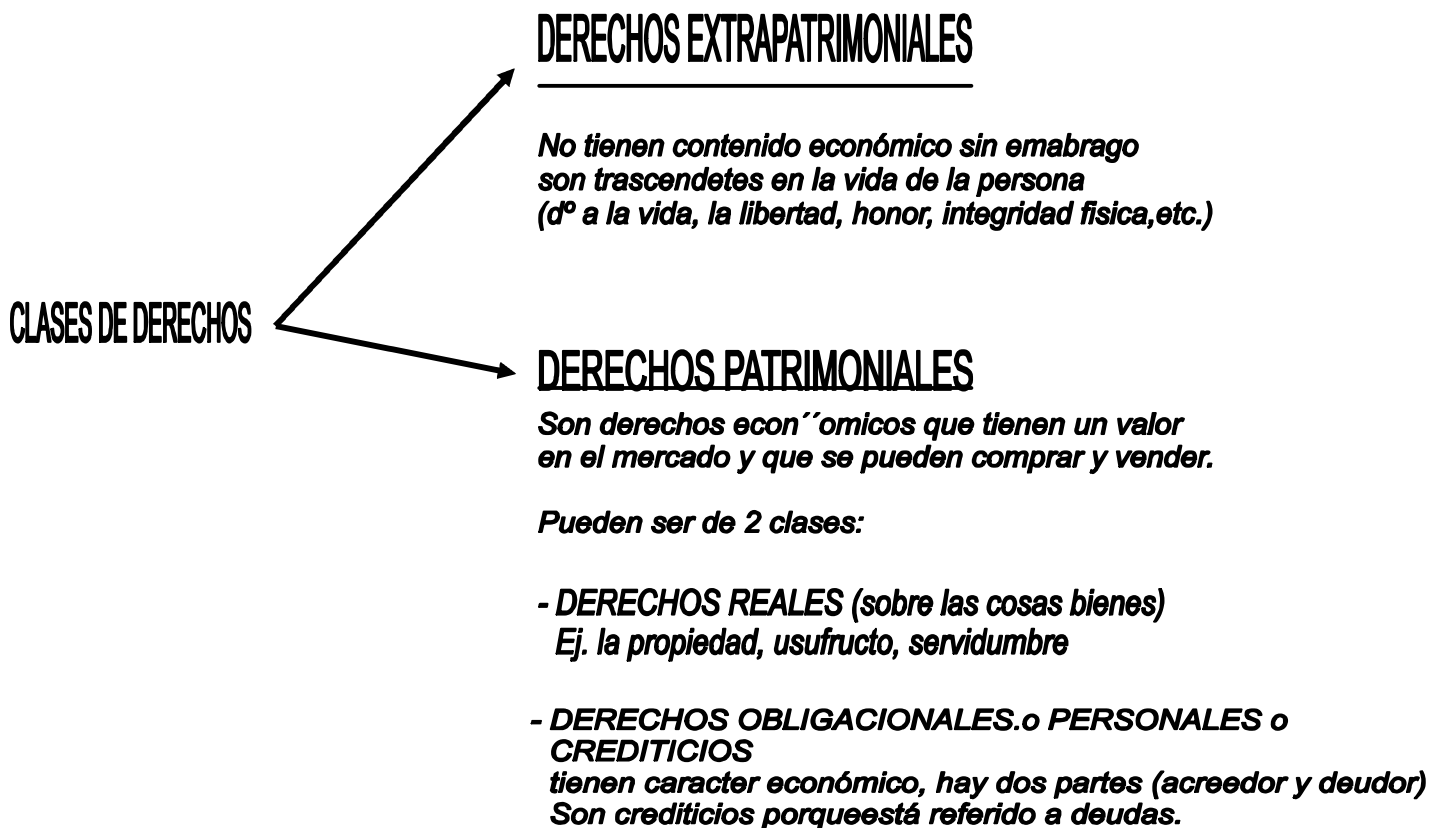 DERECHOS EXTRAPATRIMONIALES
No tienen contenido económico sin emabrago
son trascendetes en la vida de la persona
(dº a la vida, la libertad, honor, integridad fisica,etc.)
CLASES DE DERECHOS
DERECHOS PATRIMONIALES
Son derechos econ´´omicos que tienen un valor
en el mercado y que se pueden comprar y vender.
Pueden ser de 2 clases:
- DERECHOS REALES (sobre las cosas bienes)
Ej. la propiedad, usufructo, servidumbre
- DERECHOS OBLIGACIONALES.o PERSONALES o
CREDITICIOS
tienen caracter económico, hay dos partes (acreedor y deudor)
Son crediticios porqueestá referido a deudas.